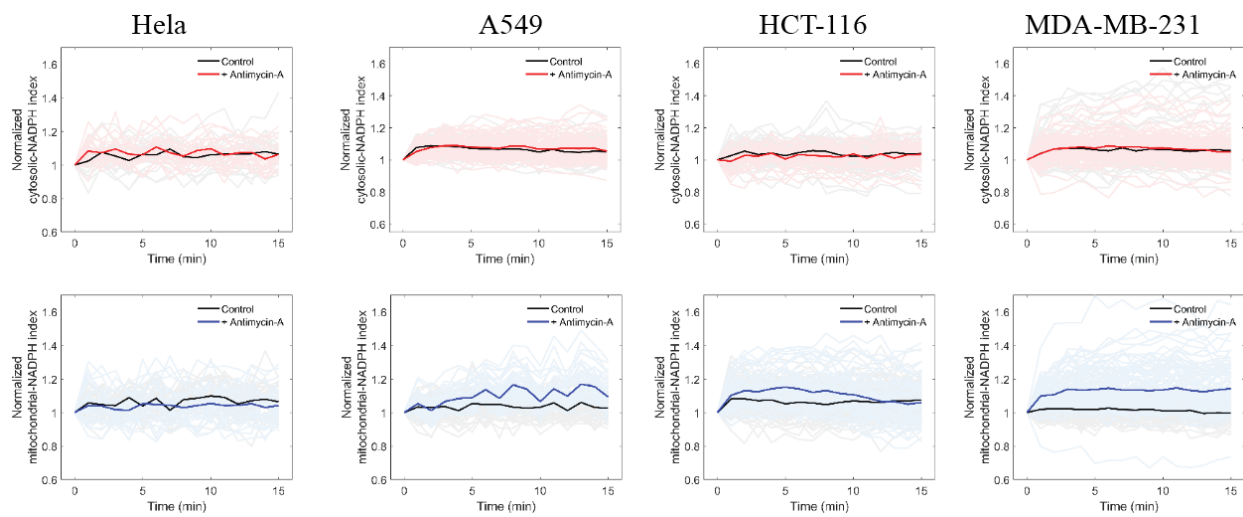 Hela
A549
HCT-116
MDA-MB-231
Normalized
cytosolic-NADPH index
1.6
1.4
1.2
1
0.8
0.6
0
5
10
15
Time (min)
Control
+ Antimycin-A
Normalized
cytosolic-NADPH index
1.6
1.4
1.2
1
0.8
0.6
0
5
10
15
Time (min)
Control
+ Antimycin-A
Normalized
cytosolic-NADPH index
1.6
1.4
1.2
1
0.8
0.6
0
5
10
15
Time (min)
Control
+ Antimycin-A
Normalized
cytosolic-NADPH index
1.6
1.4
1.2
1
0.8
0.6
0
5
10
15
Time (min)
Control
+ Antimycin-A
Normalized
mitochondrial-NADPH index
1.6
1.4
1.2
1
0.8
0.6
0
5
10
15
Time (min)
Control
+ Antimycin-A
Normalized
mitochondrial-NADPH index
1.6
1.4
1.2
1
0.8
0.6
0
5
10
15
Time (min)
Control
+ Antimycin-A
Normalized
mitochondrial-NADPH index
1.6
1.4
1.2
1
0.8
0.6
0
5
10
15
Time (min)
Control
+ Antimycin-A
Normalized
mitochondrial-NADPH index
1.6
1.4
1.2
1
0.8
0.6
0
5
10
15
Time (min)
Control
+ Antimycin-A